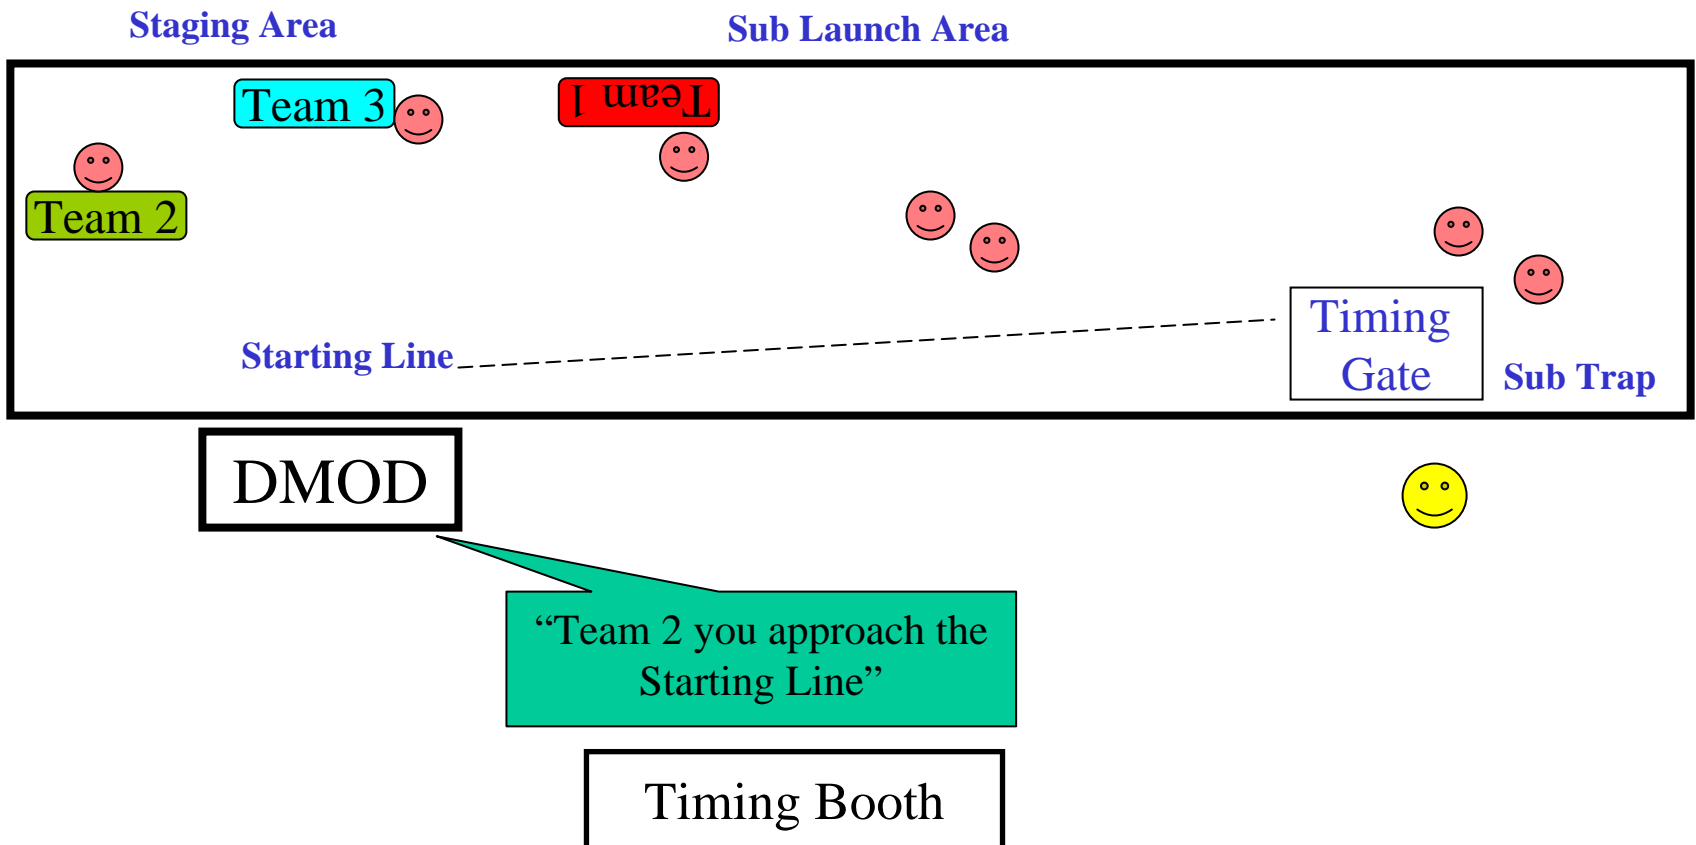 Staging Area
Sub Launch Area
Team 3
Team 1
Team 2
Starting Line
Timing
Gate
Sub Trap
DMOD
“Team 2 you approach the
Starting Line”
Timing Booth